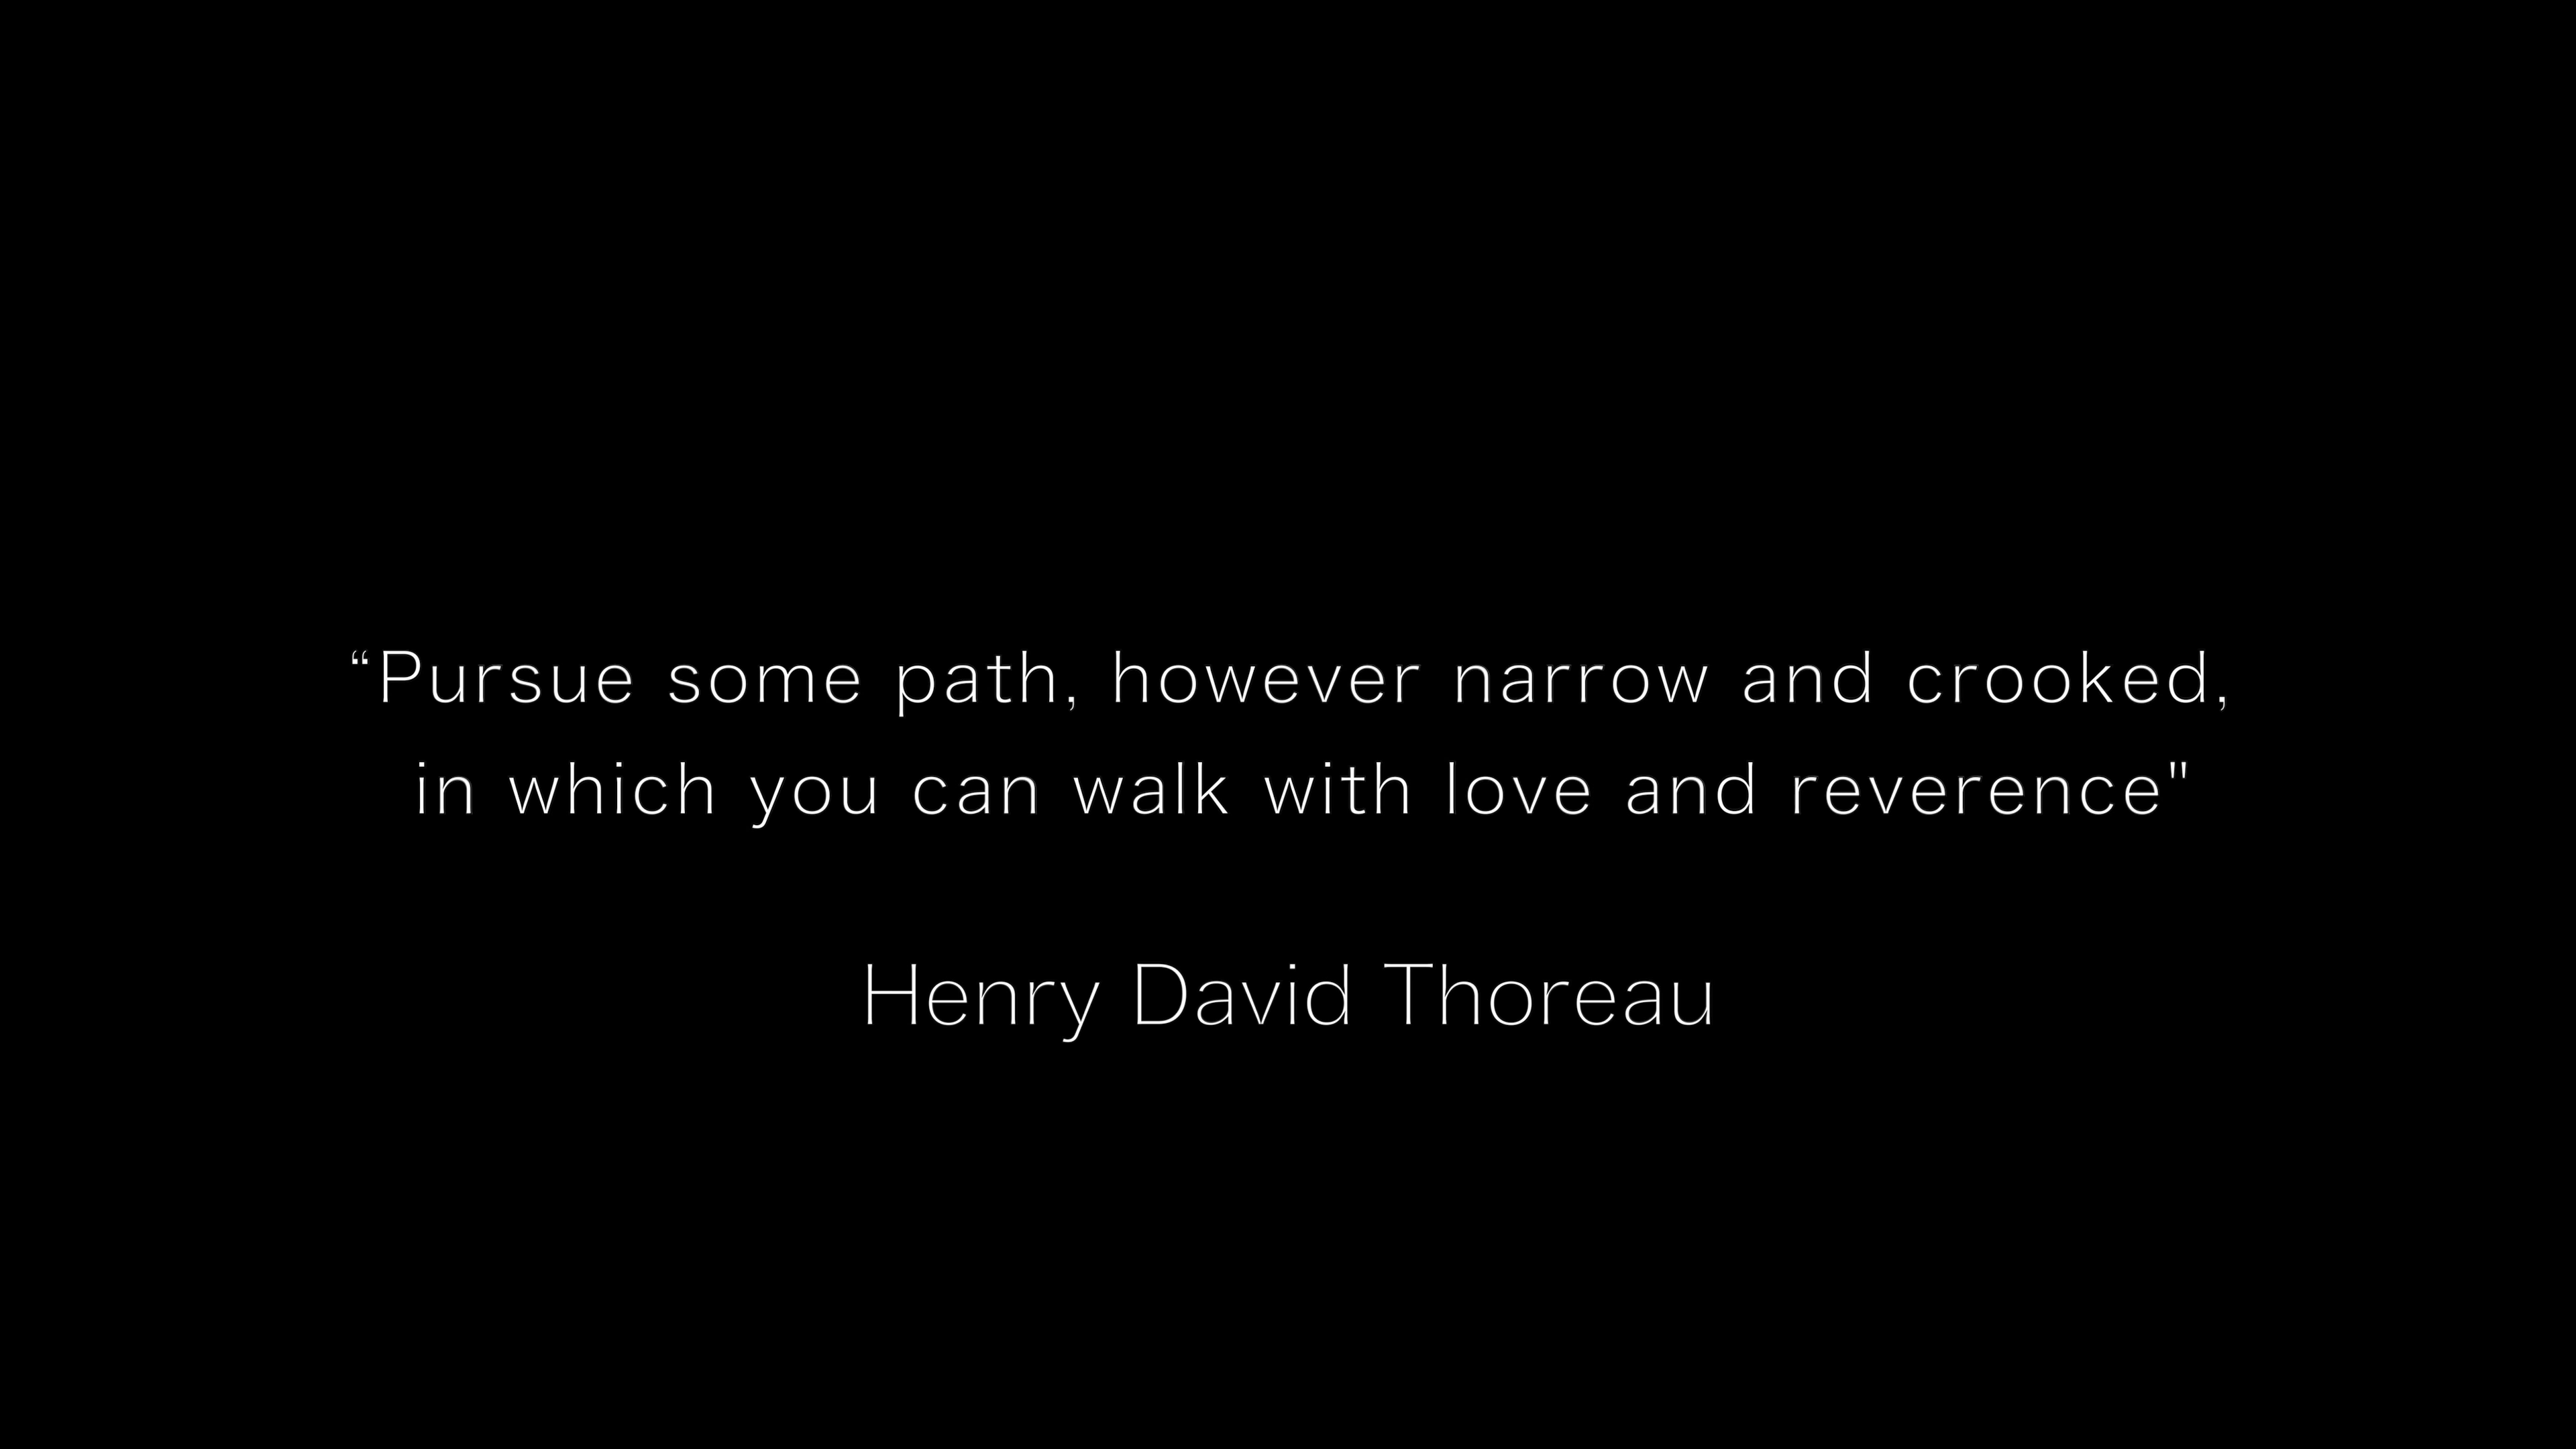 “Pursue some path, however narrow and crooked,
in which you can walk with love and reverence"
Henry David Thoreau